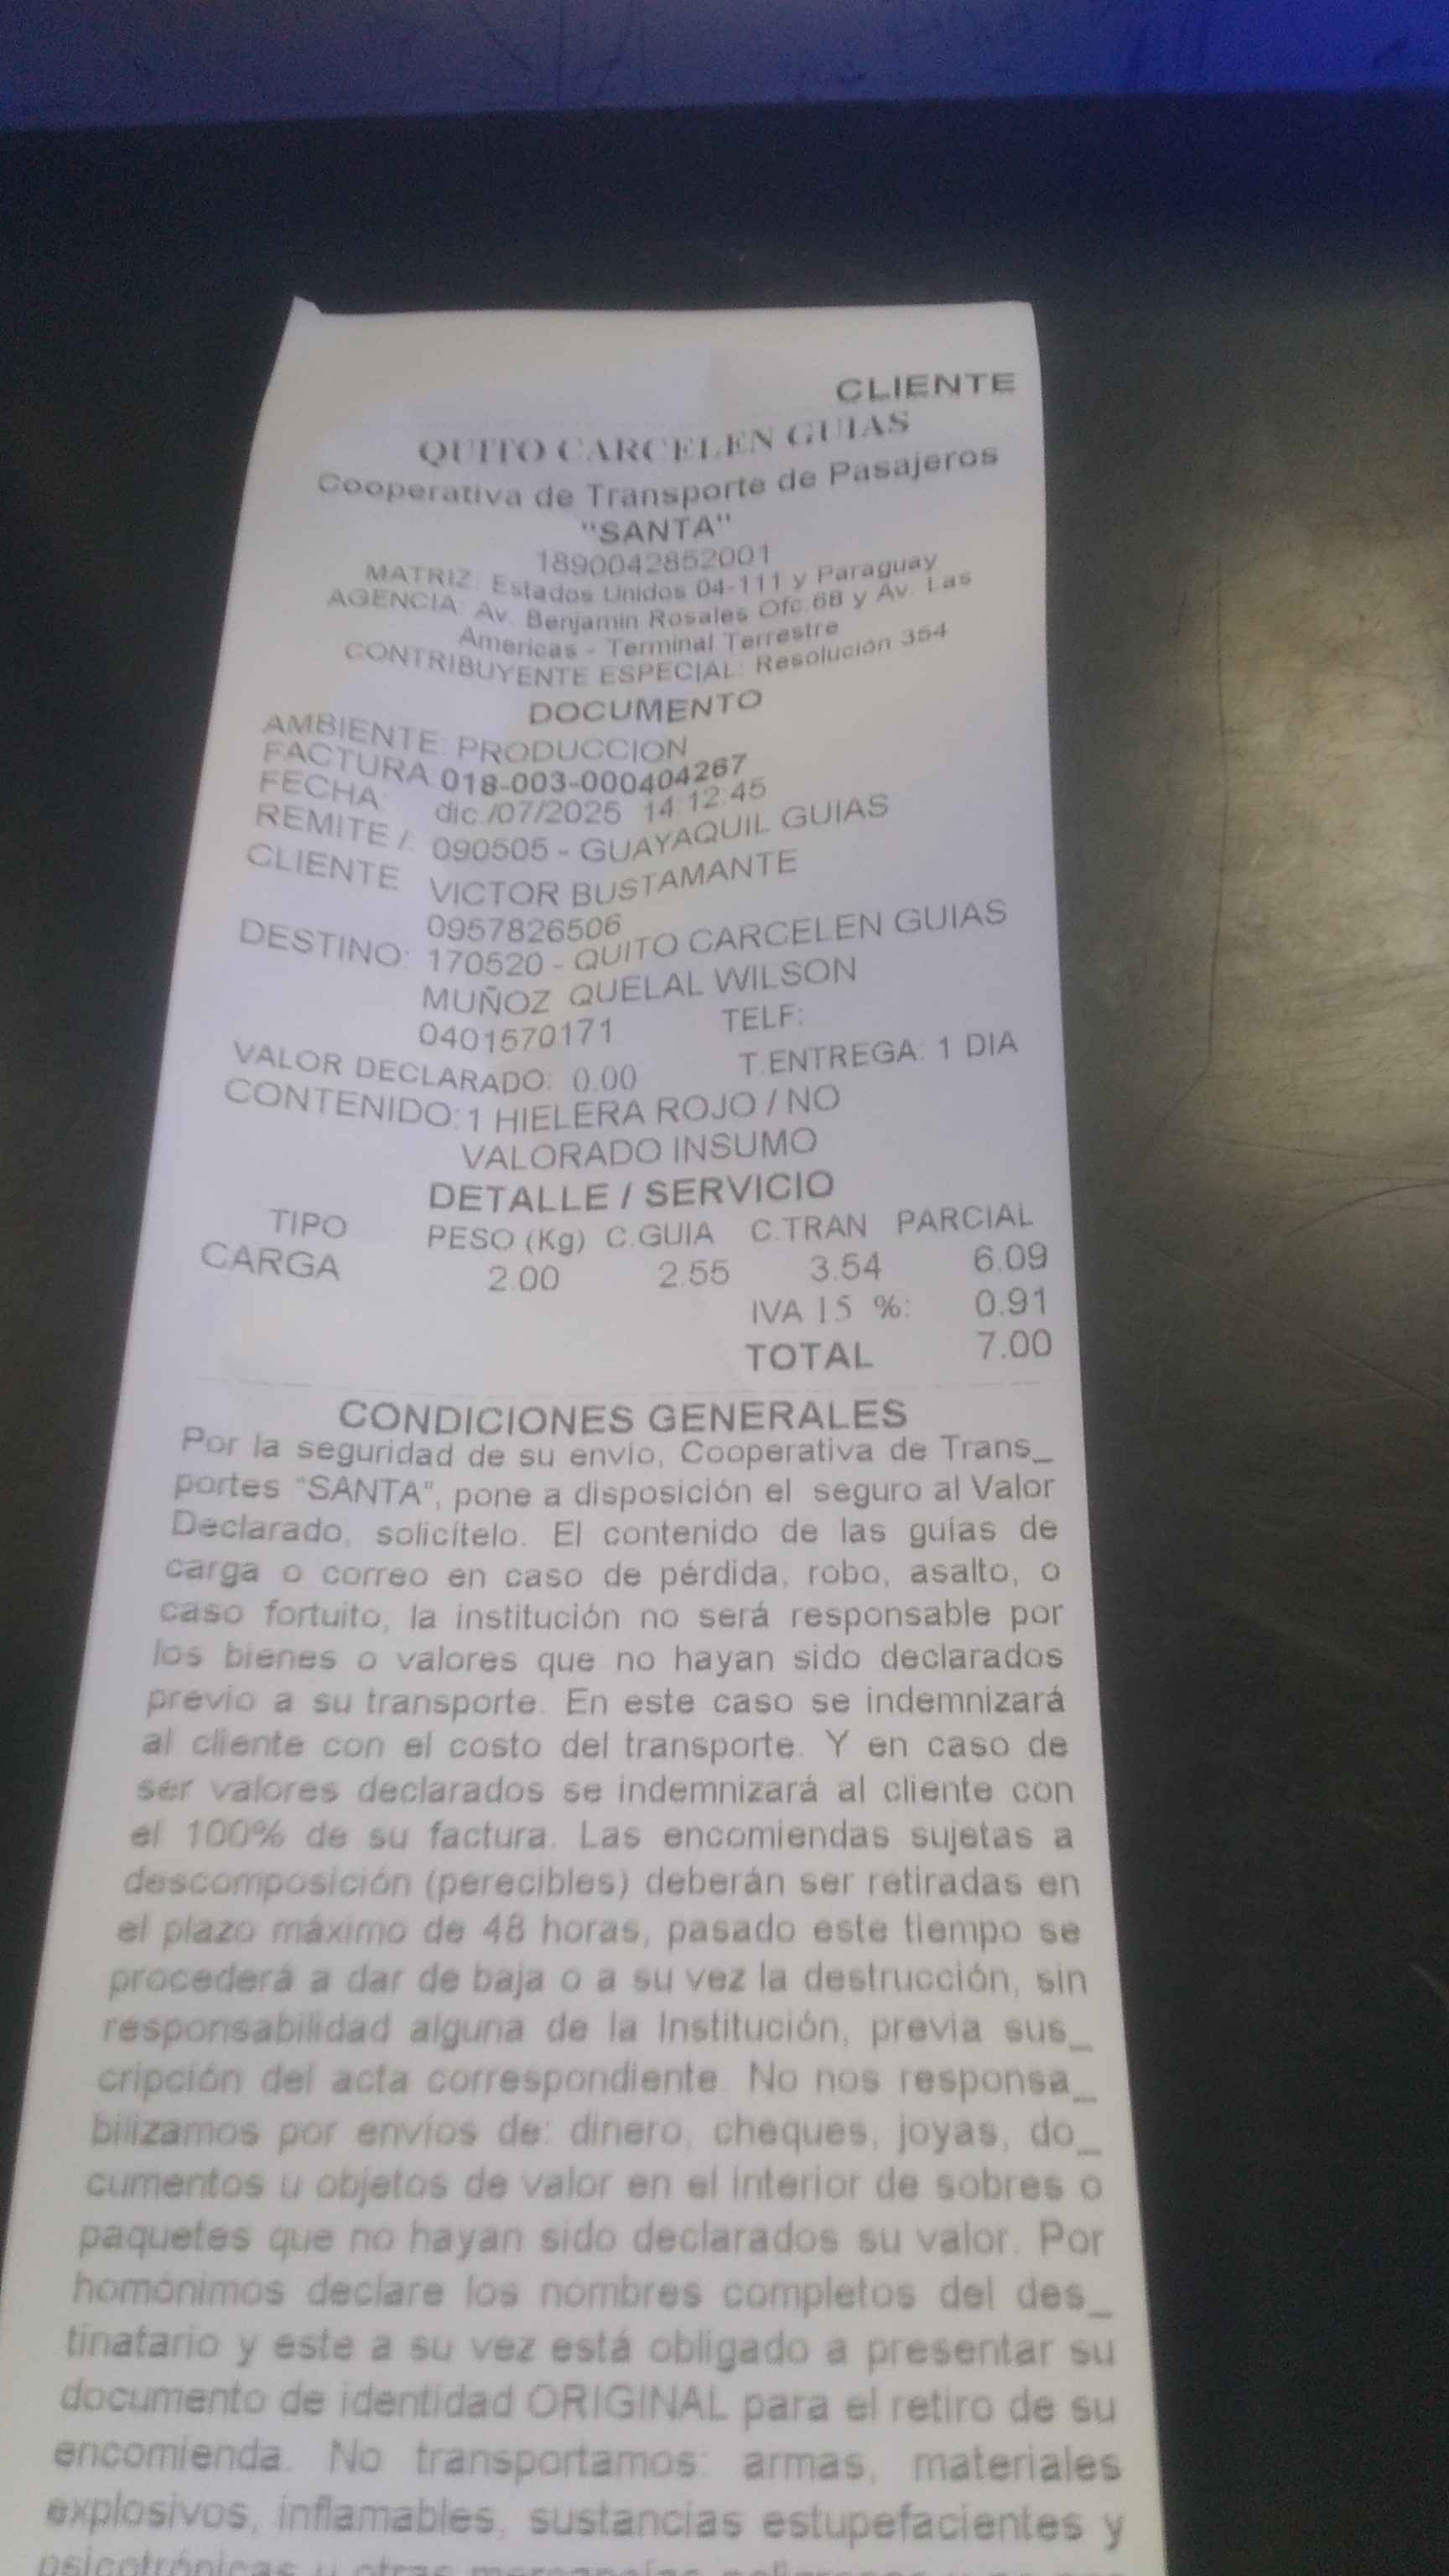 CLIENTE
QUITO CARCELEN GUIAS
Cooperativa de Transporte de Pasajeros
"SANTA"
1890042852001
MATRIZ: Estados Unidos 04-111 y Paraguay
AGENCIA: Av. Benjamin Rosales Ofc.68 y Av. Las
Americas - Terminal Terrestre
CONTRIBUYENTE ESPECIAL: Resolución 354
DOCUMENTO
AMBIENTE: PRODUCCION
FACTURA 018-003-000404267
FECHA: dic./07/2025 14:12:45
REMITE /: 090505 - GUAYAQUIL GUIAS
CLIENTE VICTOR BUSTAMANTE
0957826506
DESTINO: 170520 - QUITO CARCELEN GUIAS
MUÑOZ QUELAL WILSON
0401570171 TELF:
VALOR DECLARADO: 0.00 T.ENTREGA: 1 DIA
CONTENIDO: 1 HIELERA ROJO / NO
VALORADO INSUMO
DETALLE / SERVICIO
TIPO PESO (Kg) C.GUIA C.TRAN PARCIAL
CARGA 2.00 2.55 3.54 6.09
IVA 15 %: 0.91
TOTAL 7.00
CONDICIONES GENERALES
Por la seguridad de su envío, Cooperativa de Trans_
portes "SANTA", pone a disposición el seguro al Valor
Declarado, solicítelo. El contenido de las guías de
carga o correo en caso de pérdida, robo, asalto, o
caso fortuito, la institución no será responsable por
los bienes o valores que no hayan sido declarados
previo a su transporte. En este caso se indemnizará
al cliente con el costo del transporte. Y en caso de
ser valores declarados se indemnizará al cliente con
el 100% de su factura. Las encomiendas sujetas a
descomposición (perecibles) deberán ser retiradas en
el plazo máximo de 48 horas, pasado este tiempo se
procederá a dar de baja o a su vez la destrucción, sin
responsabilidad alguna de la Institución, previa sus_
cripción del acta correspondiente. No nos responsa_
bilizamos por envíos de: dinero, cheques, joyas, do_
cumentos u objetos de valor en el interior de sobres o
paquetes que no hayan sido declarados su valor. Por
homónimos declare los nombres completos del des_
tinatario y este a su vez está obligado a presentar su
documento de identidad ORIGINAL para el retiro de su
encomienda. No transportamos: armas, materiales
explosivos, inflamables, sustancias estupefacientes y
psicotrópicas u otras